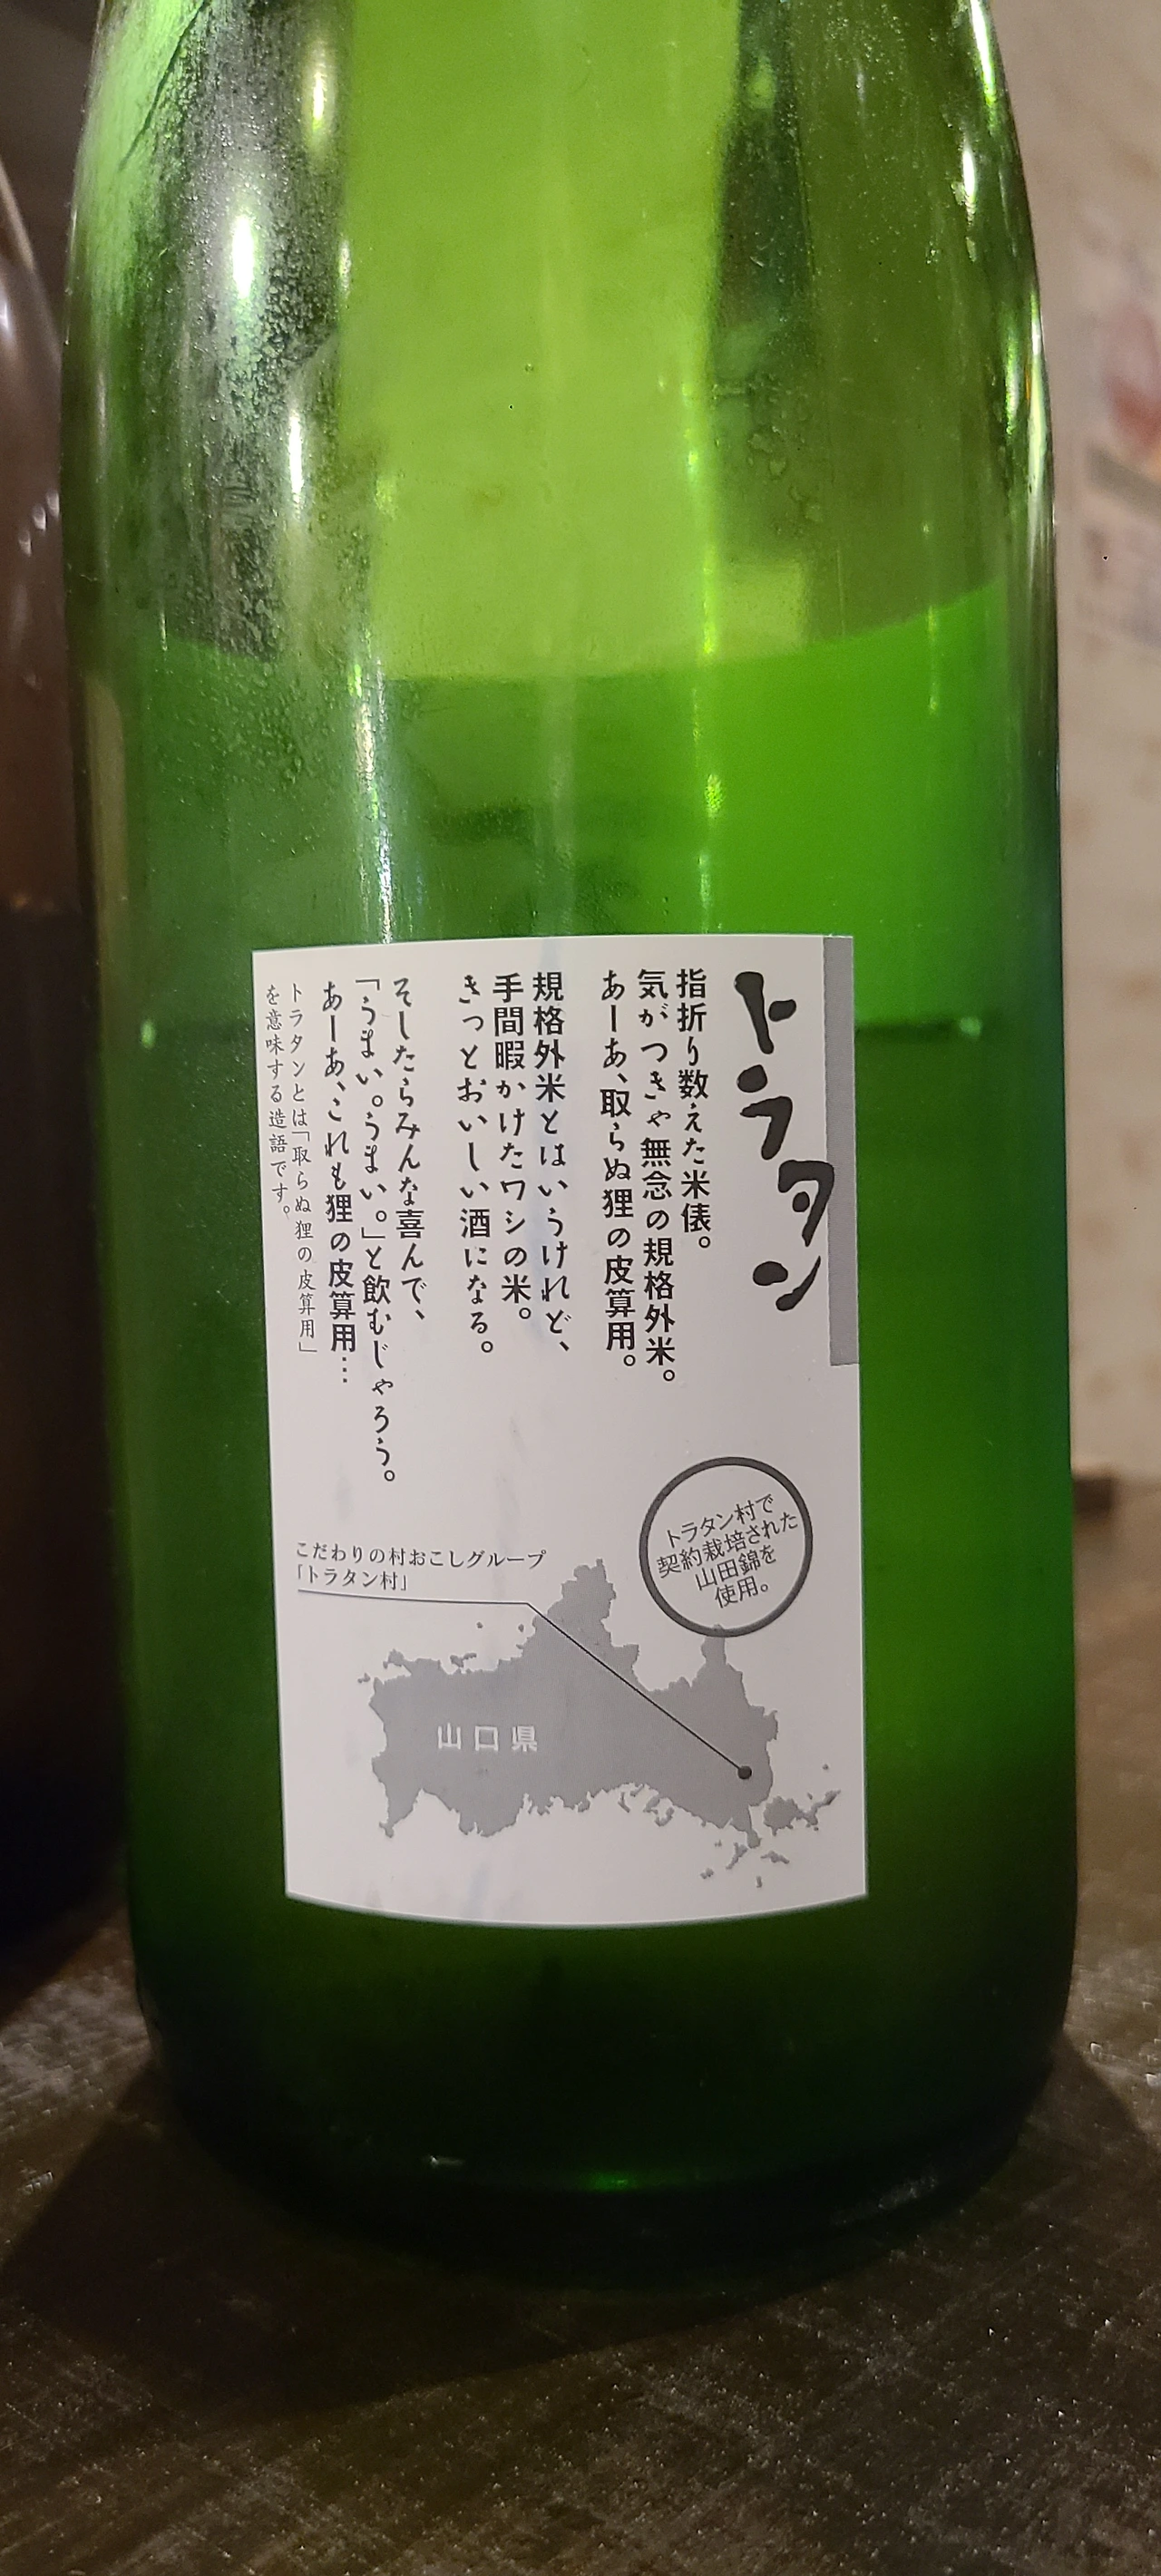 トラタン
指折り数えた米俵。
気がつきゃ無念の規格外米。
あーあ、取らぬ狸の皮算用。
規格外米とはいうけれど、
手間暇かけたワシの米。
きっとおいしい酒になる。
そしたらみんな喜んで、
「うまい。うまい。」と飲むじゃろう。
あーあ、これも狸の皮算用…
トラタンとは「取らぬ狸の皮算用」
を意味する造語です。
トラタン村で
契約栽培された
山田錦を
使用。
こだわりの村おこしグループ
「トラタン村」
山口県